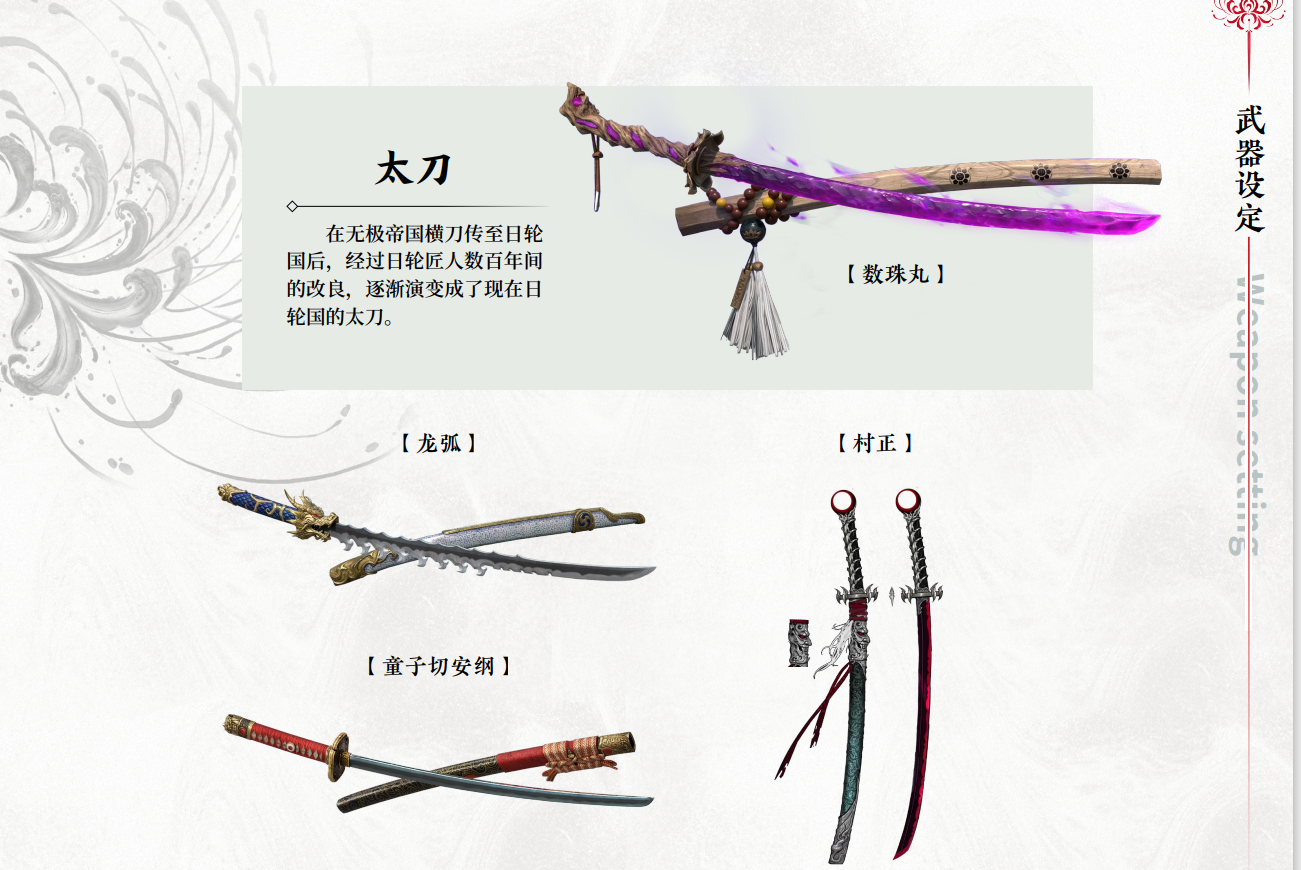 太刀
在无极帝国横刀传至日轮
国后，经过日轮匠人数百年间
的改良，逐渐演变成了现在日
轮国的太刀。
【数珠丸】
【龙弧】
【村正】
【童子切安纲】
武器设定
Weapon setting